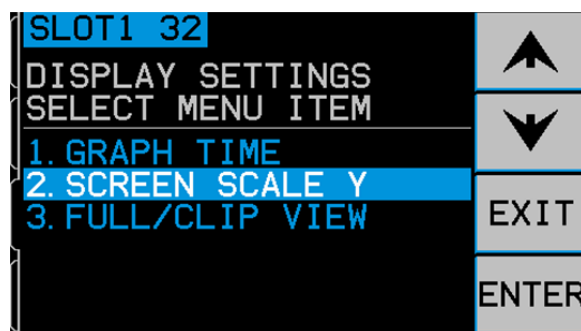 SLOT1 32
DISPLAY SETTINGS
SELECT MENU ITEM
1. GRAPH TIME
2. SCREEN SCALE Y
3. FULL/CLIP VIEW
EXIT
ENTER